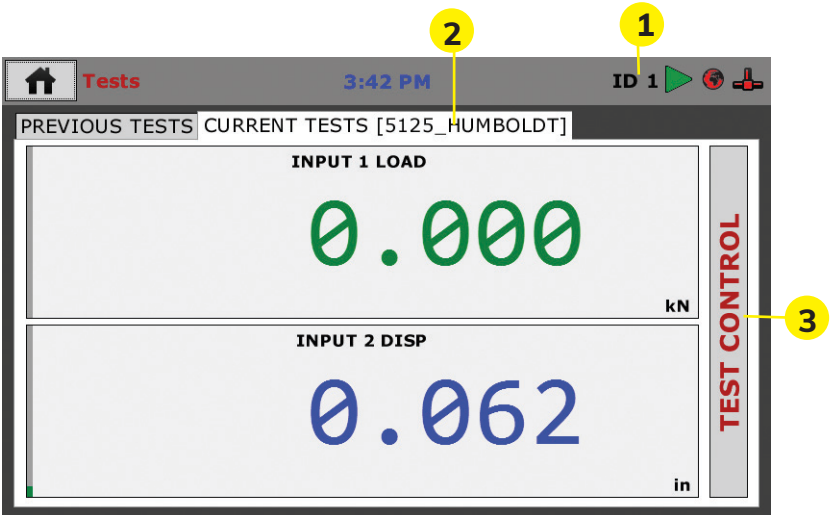 1
2
Tests
3:42 PM
ID 1
PREVIOUS TESTS
CURRENT TESTS [5125_HUMBOLDT]
INPUT 1 LOAD
0.000
kN
INPUT 2 DISP
0.062
in
TEST CONTROL
3